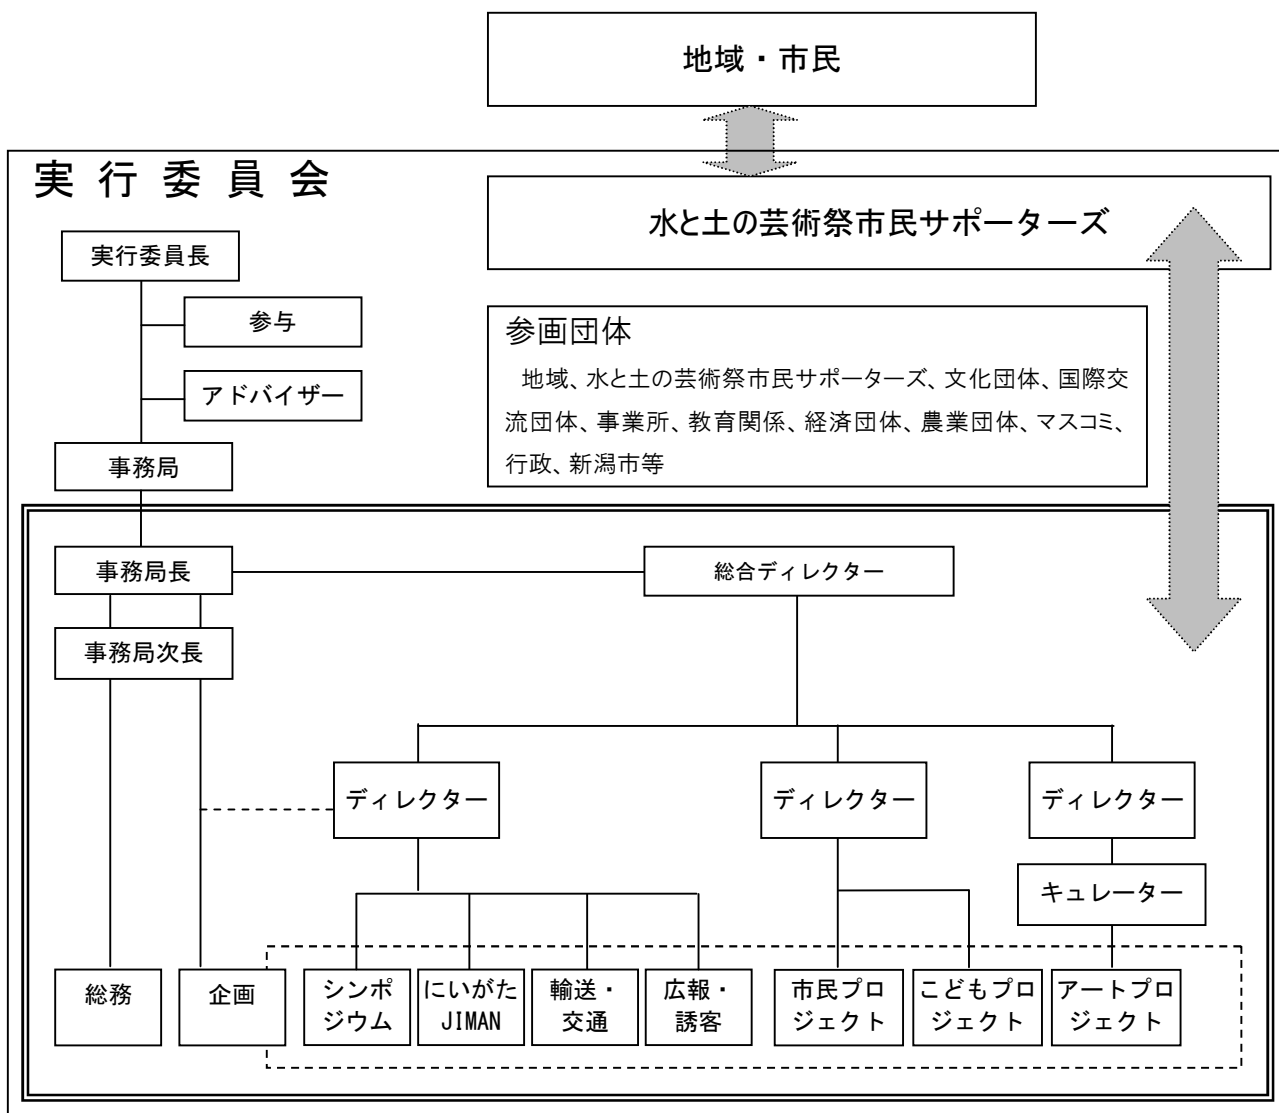 地域・市民
実行委員会
水と土の芸術祭市民サポーターズ
実行委員長
参与
アドバイザー
事務局
参画団体
地域、水と土の芸術祭市民サポーターズ、文化団体、国際交
流団体、事業所、教育関係、経済団体、農業団体、マスコミ、
行政、新潟市等
事務局長
総合ディレクター
事務局次長
ディレクター
ディレクター
ディレクター
キュレーター
総務
企画
シンポ
ジウム
にいがた
JIMAN
輸送・
交通
広報・
誘客
市民プロ
ジェクト
こどもプロ
ジェクト
アートプロ
ジェクト